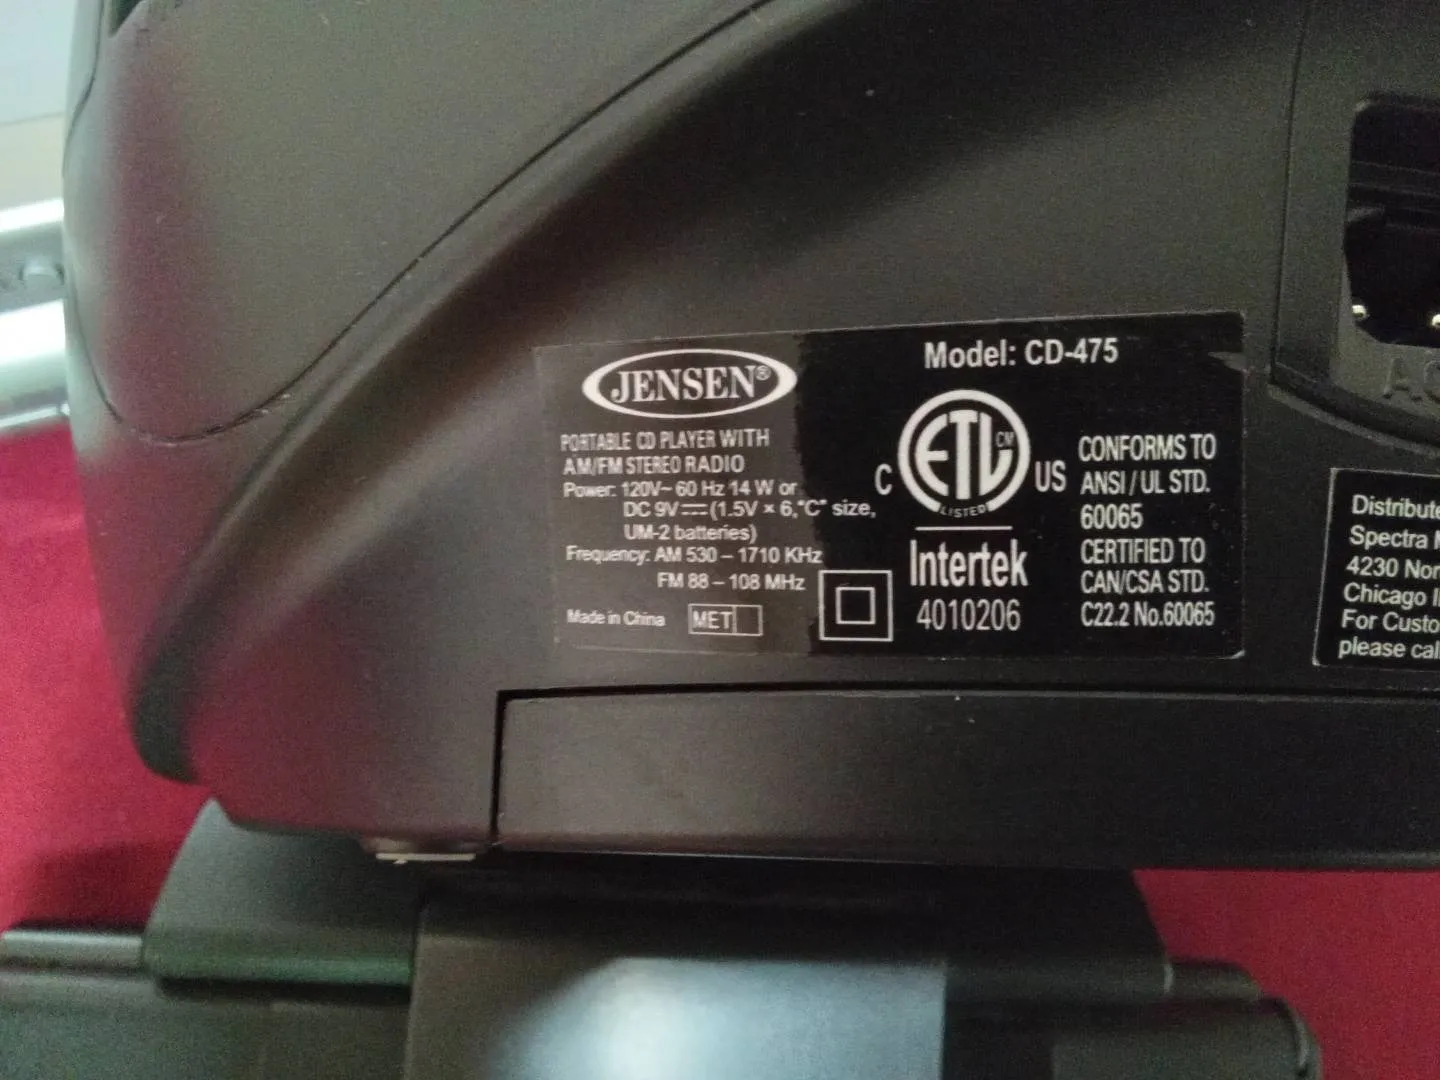 JENSEN®
PORTABLE CD PLAYER WITH
AM/FM STEREO RADIO
Power: 120V~ 60 Hz 14 W or
DC 9V⎓(1.5V × 6,"C" size,
UM-2 batteries)
Frequency: AM 530 – 1710 KHz
FM 88 – 108 MHz
Made in China
MET
Model: CD-475
C ETL CM US
LISTED
Intertek
4010206
CONFORMS TO
ANSI / UL STD.
60065
CERTIFIED TO
CAN/CSA STD.
C22.2 No.60065
AC
Distribute
Spectra M
4230 Nor
Chicago Il
For Custo
please cal